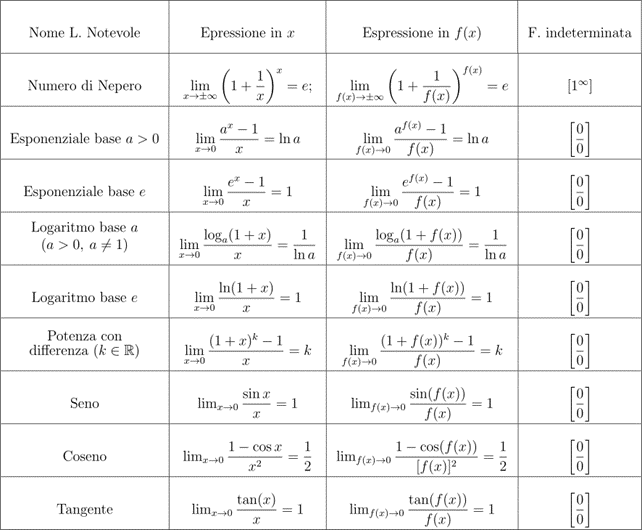 Nome L. Notevole | Epressione in x | Espressione in f(x) | F. indeterminata
Numero di Nepero | lim_{x→±∞} (1 + 1/x)^x = e; | lim_{f(x)→±∞} (1 + 1/f(x))^{f(x)} = e | [1^∞]
Esponenziale base a > 0 | lim_{x→0} (a^x − 1)/x = ln a | lim_{f(x)→0} (a^{f(x)} − 1)/f(x) = ln a | [0/0]
Esponenziale base e | lim_{x→0} (e^x − 1)/x = 1 | lim_{f(x)→0} (e^{f(x)} − 1)/f(x) = 1 | [0/0]
Logaritmo base a
(a > 0, a ≠ 1) | lim_{x→0} log_a(1 + x)/x = 1/ln a | lim_{f(x)→0} log_a(1 + f(x))/f(x) = 1/ln a | [0/0]
Logaritmo base e | lim_{x→0} ln(1 + x)/x = 1 | lim_{f(x)→0} ln(1 + f(x))/f(x) = 1 | [0/0]
Potenza con
differenza (k ∈ ℝ) | lim_{x→0} ((1 + x)^k − 1)/x = k | lim_{f(x)→0} ((1 + f(x))^k − 1)/f(x) = k | [0/0]
Seno | lim_{x→0} sin x/x = 1 | lim_{f(x)→0} sin(f(x))/f(x) = 1 | [0/0]
Coseno | lim_{x→0} (1 − cos x)/x^2 = 1/2 | lim_{f(x)→0} (1 − cos(f(x)))/[f(x)]^2 = 1/2 | [0/0]
Tangente | lim_{x→0} tan(x)/x = 1 | lim_{f(x)→0} tan(f(x))/f(x) = 1 | [0/0]